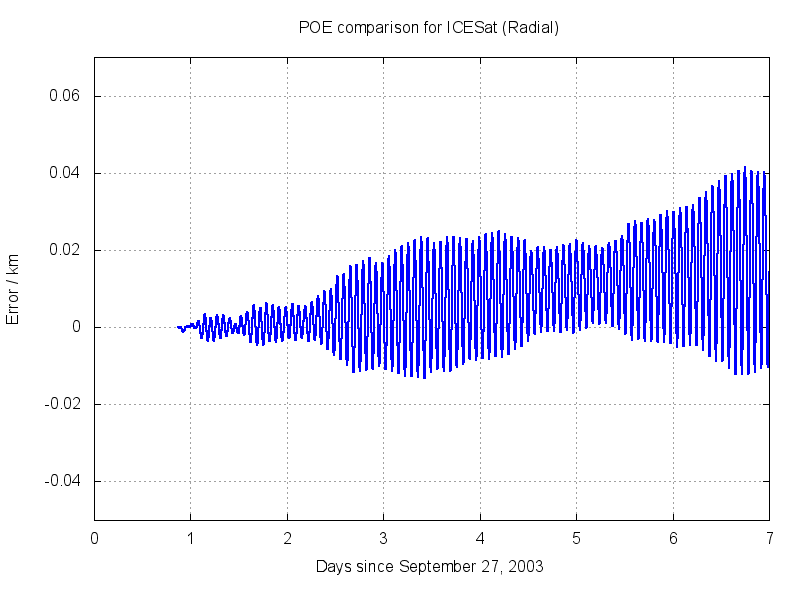 POE comparison for ICESat (Radial)
0.06
0.04
0.02
0
-0.02
-0.04
Error / km
0 1 2 3 4 5 6 7
Days since September 27, 2003